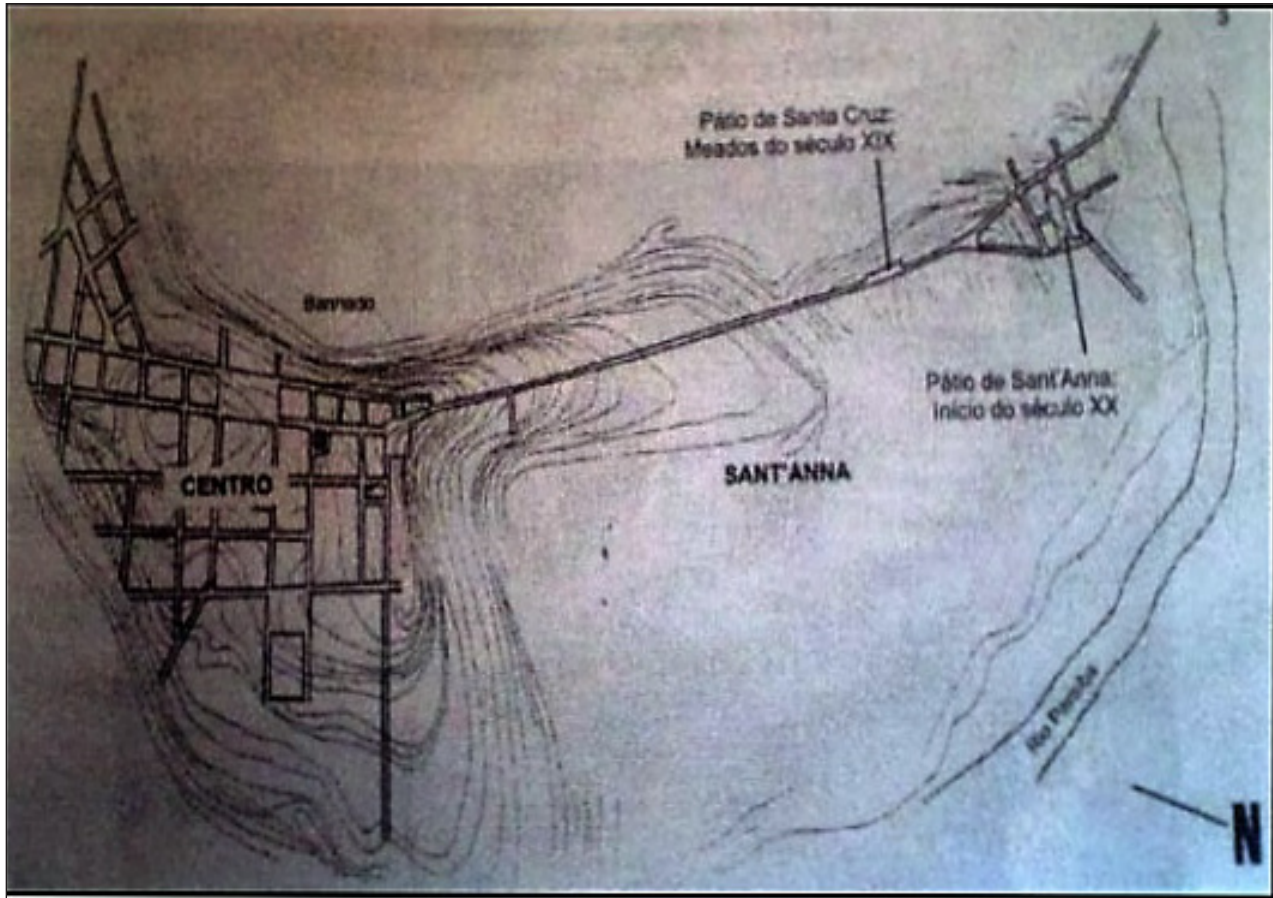 Pátio de Santa Cruz:
Meados do século XIX
Banhado
Pátio de Sant'Anna:
Início do século XX
CENTRO
SANT'ANNA
Rio Paraíba
N